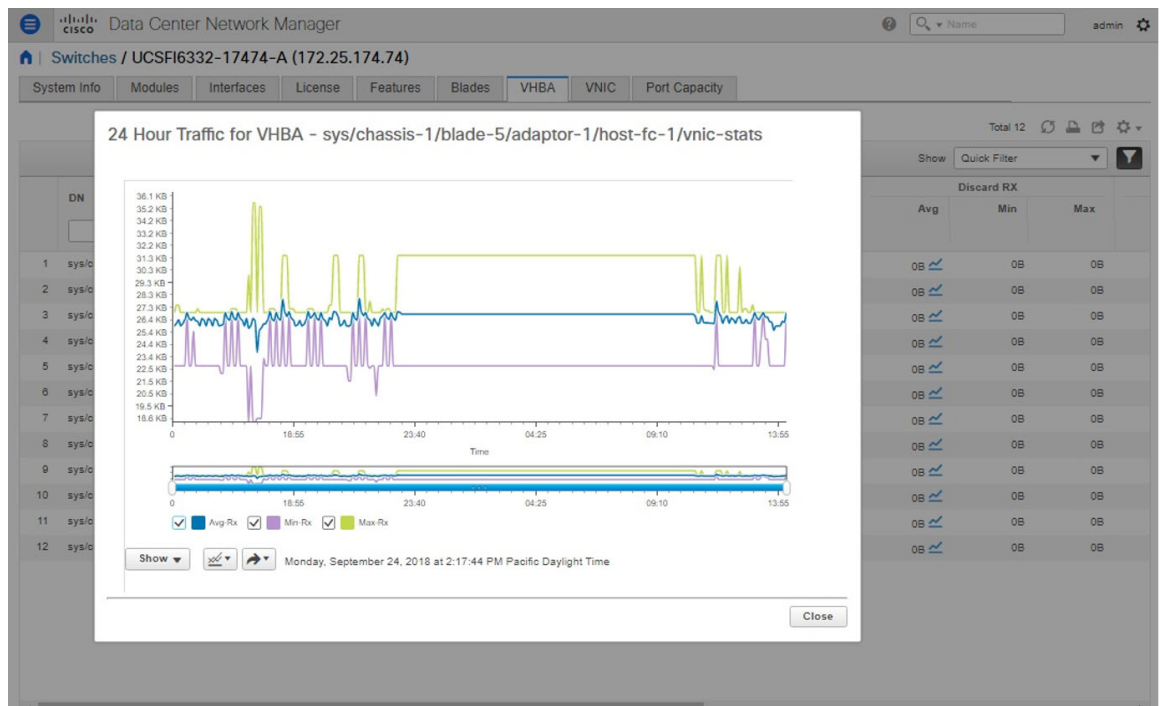 cisco Data Center Network Manager
Name
admin
Switches / UCSFI6332-17474-A (172.25.174.74)
System Info Modules Interfaces License Features Blades VHBA VNIC Port Capacity
24 Hour Traffic for VHBA - sys/chassis-1/blade-5/adaptor-1/host-fc-1/vnic-stats
Total 12
Show Quick Filter
Discard RX
DN
Avg Min Max
36.1 KB
35.2 KB
34.2 KB
33.2 KB
32.2 KB
31.3 KB
30.3 KB
29.3 KB
28.3 KB
27.3 KB
26.4 KB
25.4 KB
24.4 KB
23.4 KB
22.5 KB
21.5 KB
20.5 KB
19.5 KB
18.6 KB
0 18:55 23:40 04:25 09:10 13:55
Time
0 18:55 23:40 04:25 09:10 13:55
Avg-Rx Min-Rx Max-Rx
Show
Monday, September 24, 2018 at 2:17:44 PM Pacific Daylight Time
Close
1 sys/c 0B 0B 0B
2 sys/c 0B 0B 0B
3 sys/c 0B 0B 0B
4 sys/c 0B 0B 0B
5 sys/c 0B 0B 0B
6 sys/c 0B 0B 0B
7 sys/c 0B 0B 0B
8 sys/c 0B 0B 0B
9 sys/c 0B 0B 0B
10 sys/c 0B 0B 0B
11 sys/c 0B 0B 0B
12 sys/c 0B 0B 0B